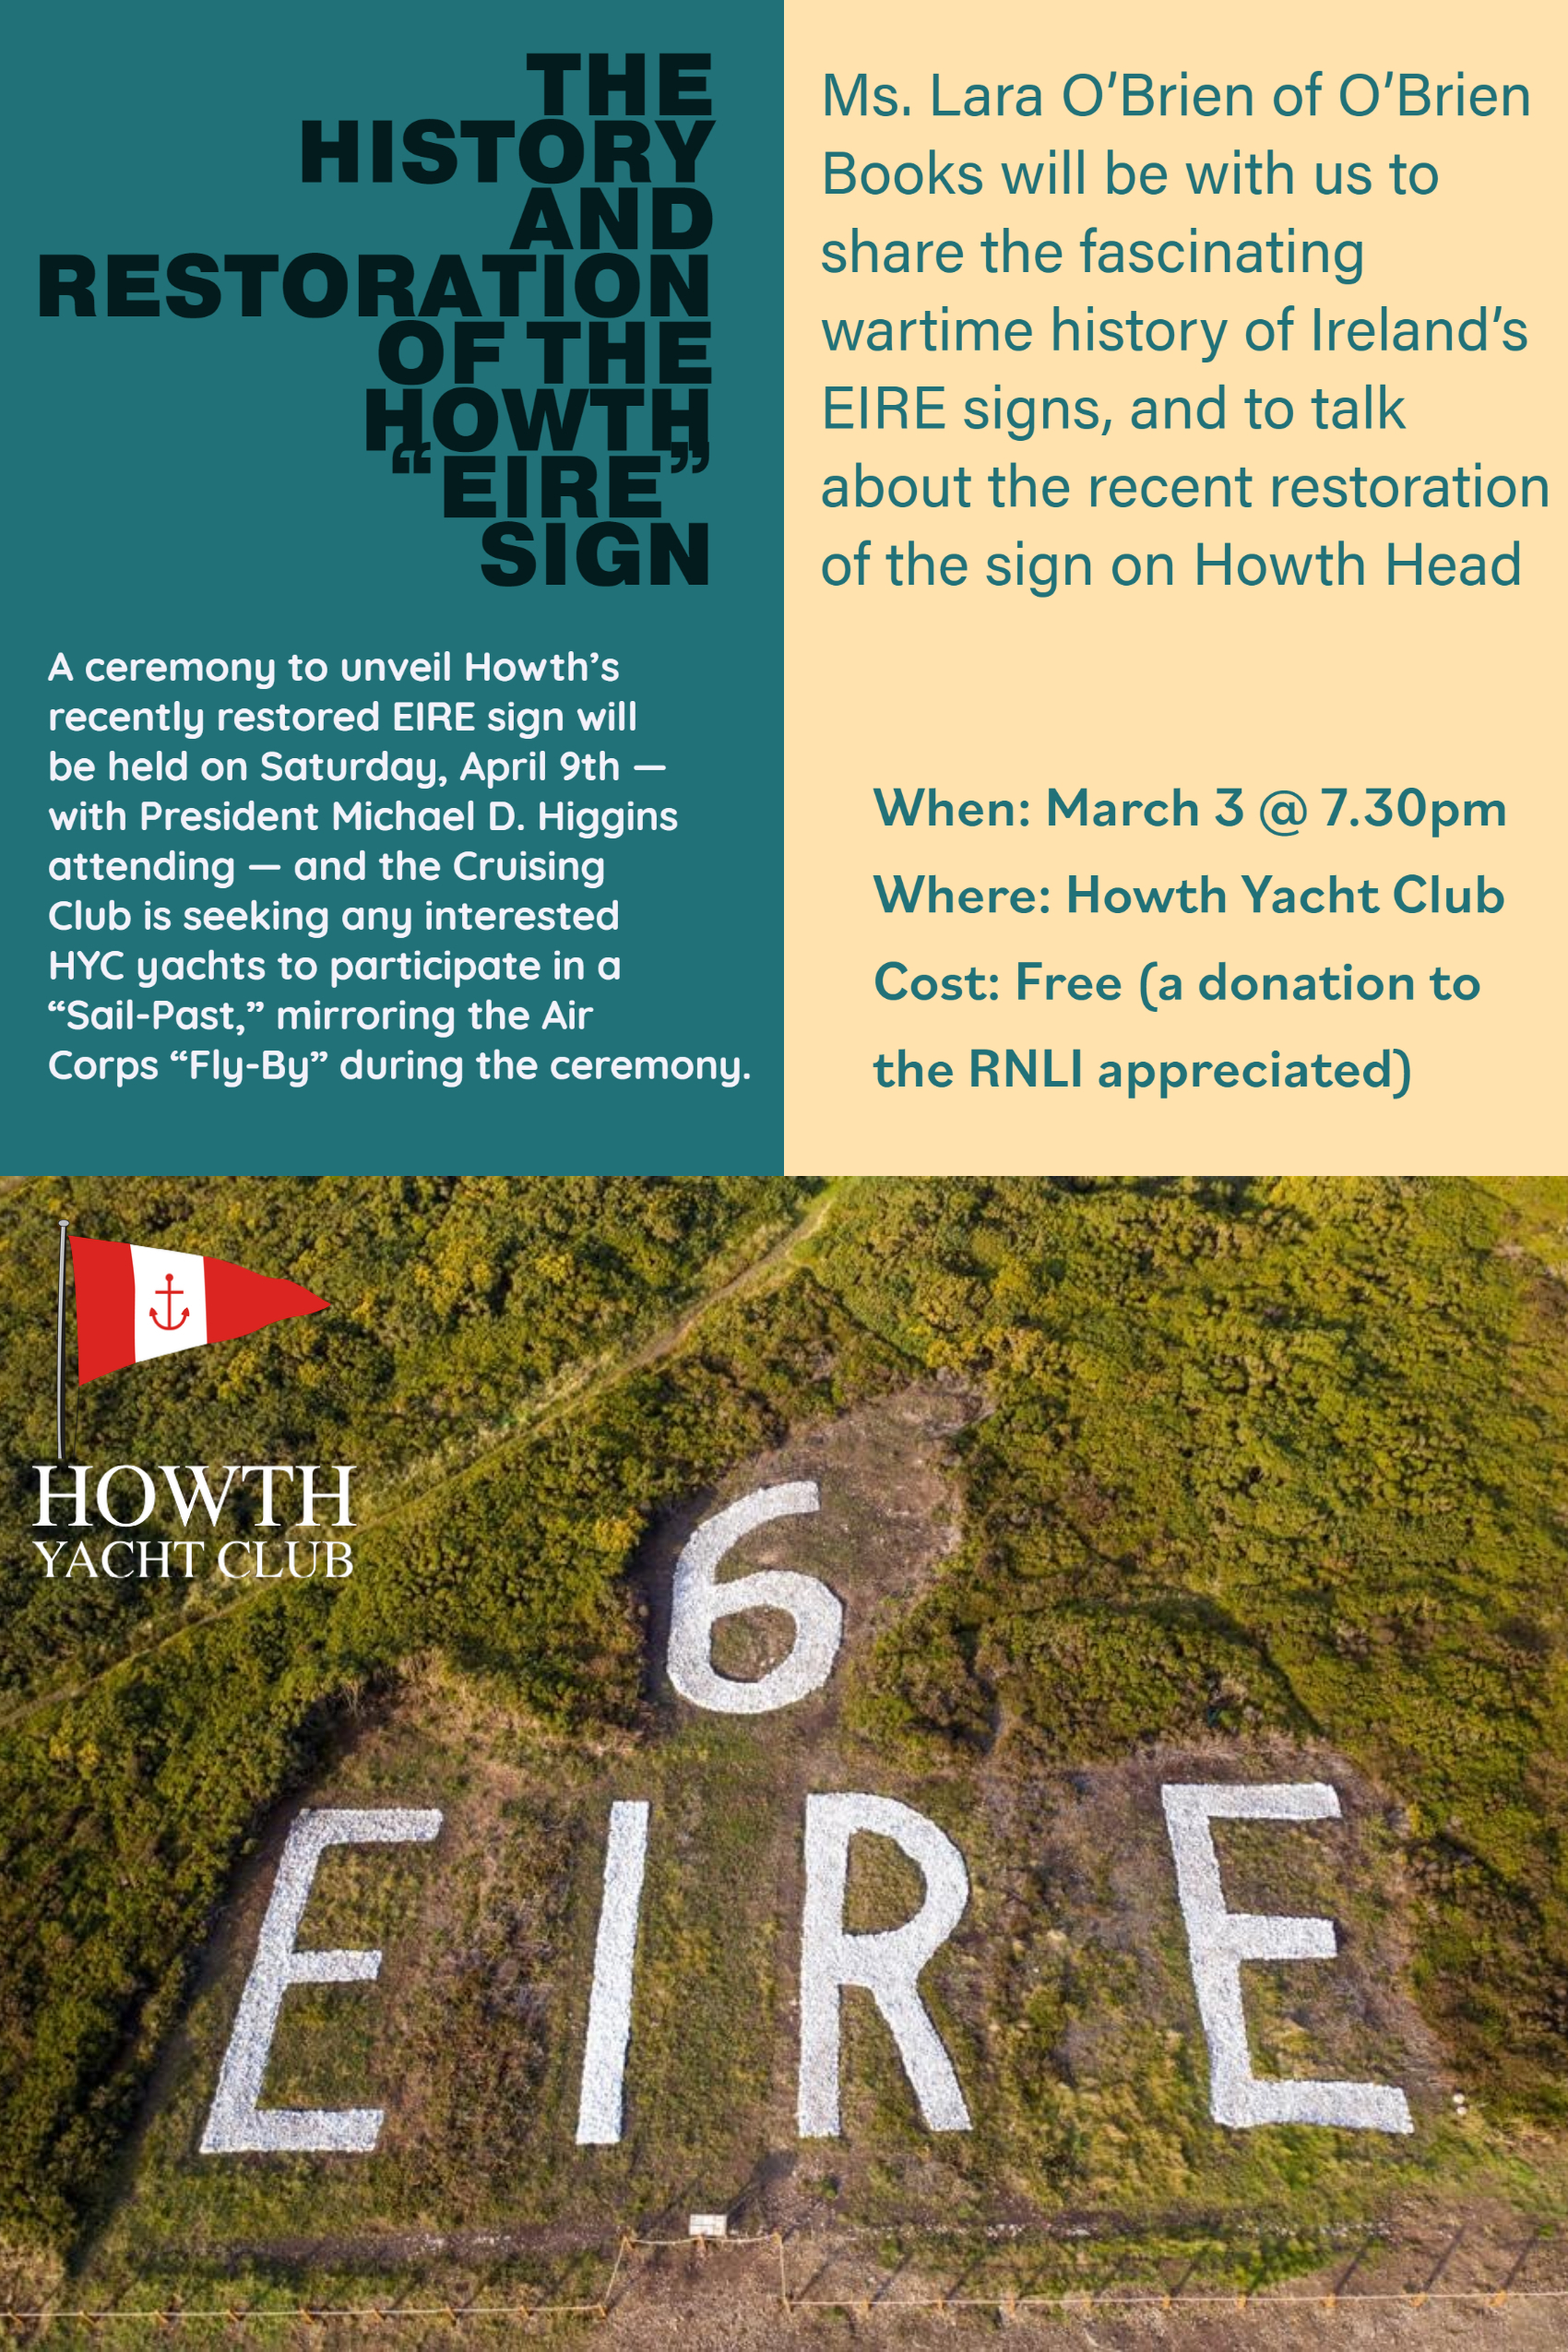 THE
HISTORY
AND
RESTORATION
OF THE
HOWTH
“EIRE”
SIGN
A ceremony to unveil Howth’s
recently restored EIRE sign will
be held on Saturday, April 9th —
with President Michael D. Higgins
attending — and the Cruising
Club is seeking any interested
HYC yachts to participate in a
“Sail-Past,” mirroring the Air
Corps “Fly-By” during the ceremony.
Ms. Lara O’Brien of O’Brien
Books will be with us to
share the fascinating
wartime history of Ireland’s
EIRE signs, and to talk
about the recent restoration
of the sign on Howth Head
When: March 3 @ 7.30pm
Where: Howth Yacht Club
Cost: Free (a donation to
the RNLI appreciated)
HOWTH
YACHT CLUB
6
EIRE